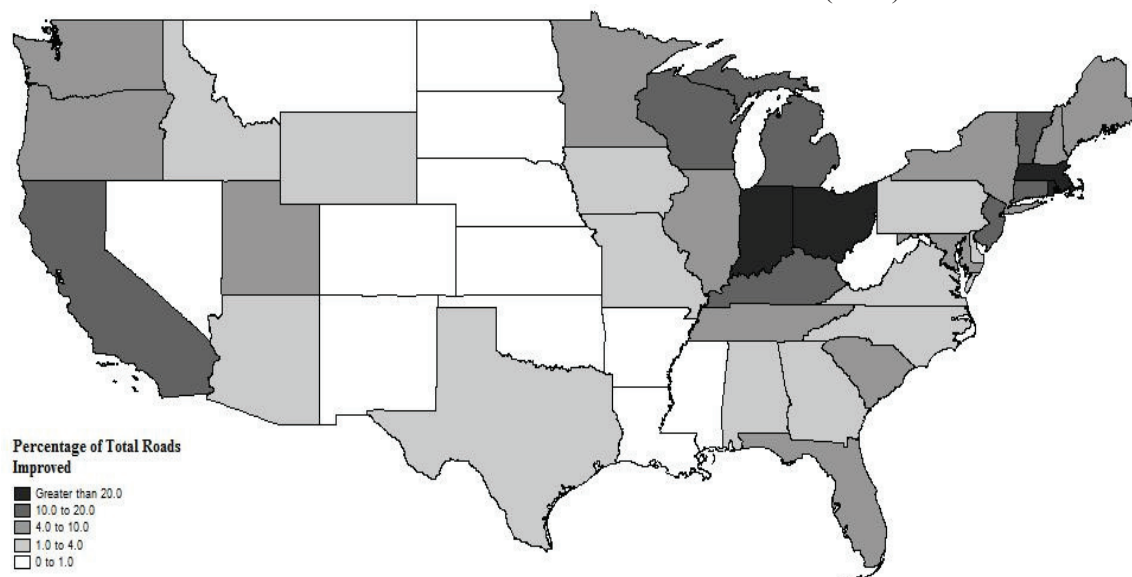 Percentage of Total Roads
Improved
Greater than 20.0
10.0 to 20.0
4.0 to 10.0
1.0 to 4.0
0 to 1.0